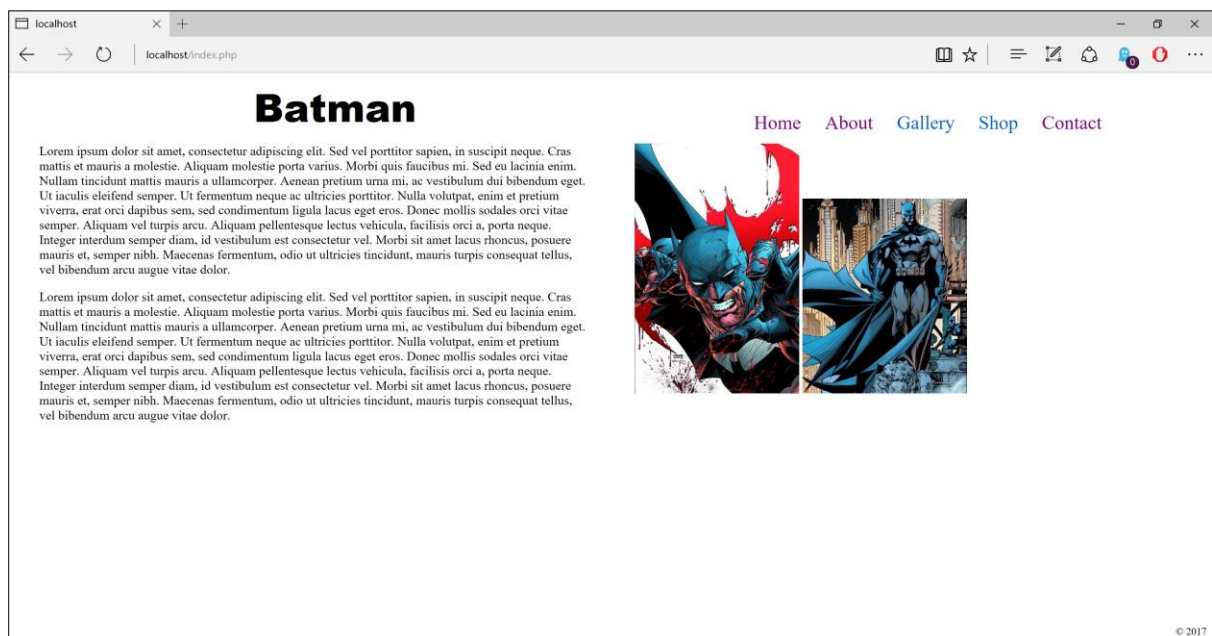 localhost
localhost/index.php
0
Batman
Home About Gallery Shop Contact
Lorem ipsum dolor sit amet, consectetur adipiscing elit. Sed vel porttitor sapien, in suscipit neque. Cras
mattis et mauris a molestie. Aliquam molestie porta varius. Morbi quis faucibus mi. Sed eu lacinia enim.
Nullam tincidunt mattis mauris a ullamcorper. Aenean pretium urna mi, ac vestibulum dui bibendum eget.
Ut iaculis eleifend semper. Ut fermentum neque ac ultricies porttitor. Nulla volutpat, enim et pretium
viverra, erat orci dapibus sem, sed condimentum ligula lacus eget eros. Donec mollis sodales orci vitae
semper. Aliquam vel turpis arcu. Aliquam pellentesque lectus vehicula, facilisis orci a, porta neque.
Integer interdum semper diam, id vestibulum est consectetur vel. Morbi sit amet lacus rhoncus, posuere
mauris et, semper nibh. Maecenas fermentum, odio ut ultricies tincidunt, mauris turpis consequat tellus,
vel bibendum arcu augue vitae dolor.
Lorem ipsum dolor sit amet, consectetur adipiscing elit. Sed vel porttitor sapien, in suscipit neque. Cras
mattis et mauris a molestie. Aliquam molestie porta varius. Morbi quis faucibus mi. Sed eu lacinia enim.
Nullam tincidunt mattis mauris a ullamcorper. Aenean pretium urna mi, ac vestibulum dui bibendum eget.
Ut iaculis eleifend semper. Ut fermentum neque ac ultricies porttitor. Nulla volutpat, enim et pretium
viverra, erat orci dapibus sem, sed condimentum ligula lacus eget eros. Donec mollis sodales orci vitae
semper. Aliquam vel turpis arcu. Aliquam pellentesque lectus vehicula, facilisis orci a, porta neque.
Integer interdum semper diam, id vestibulum est consectetur vel. Morbi sit amet lacus rhoncus, posuere
mauris et, semper nibh. Maecenas fermentum, odio ut ultricies tincidunt, mauris turpis consequat tellus,
vel bibendum arcu augue vitae dolor.
© 2017